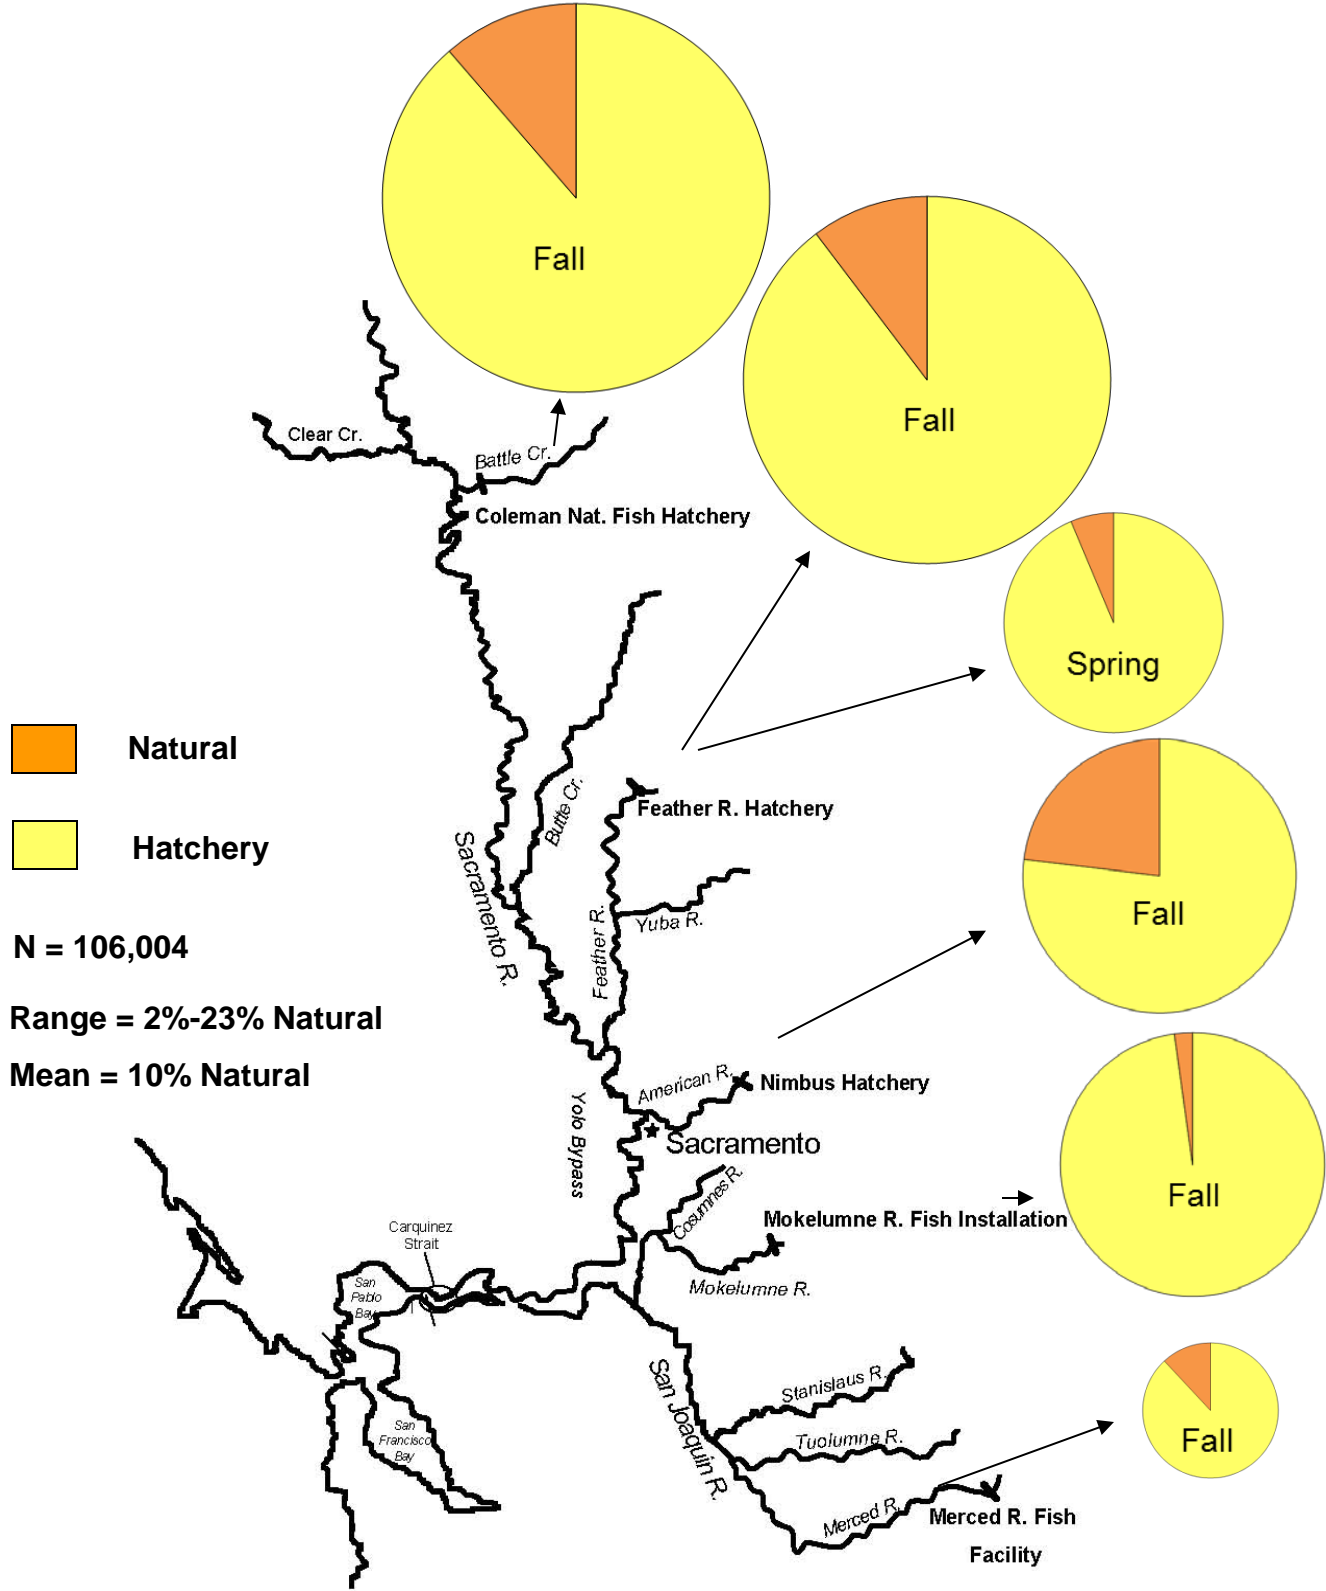 Fall
Fall
Clear Cr.
Battle Cr.
Coleman Nat. Fish Hatchery
Spring
Natural
Hatchery
N = 106,004
Range = 2%-23% Natural
Mean = 10% Natural
Butte Cr.
Feather R. Hatchery
Sacramento R.
Feather R.
Yuba R.
Fall
American R.
Nimbus Hatchery
Yolo Bypass
Sacramento
Cosumnes R.
Mokelumne R. Fish Installation
Fall
Carquinez
Strait
Mokelumne R.
San
Pablo
Bay
San Joaquin R.
Stanislaus R.
Tuolumne R.
Fall
San
Francisco
Bay
Merced R.
Merced R. Fish
Facility